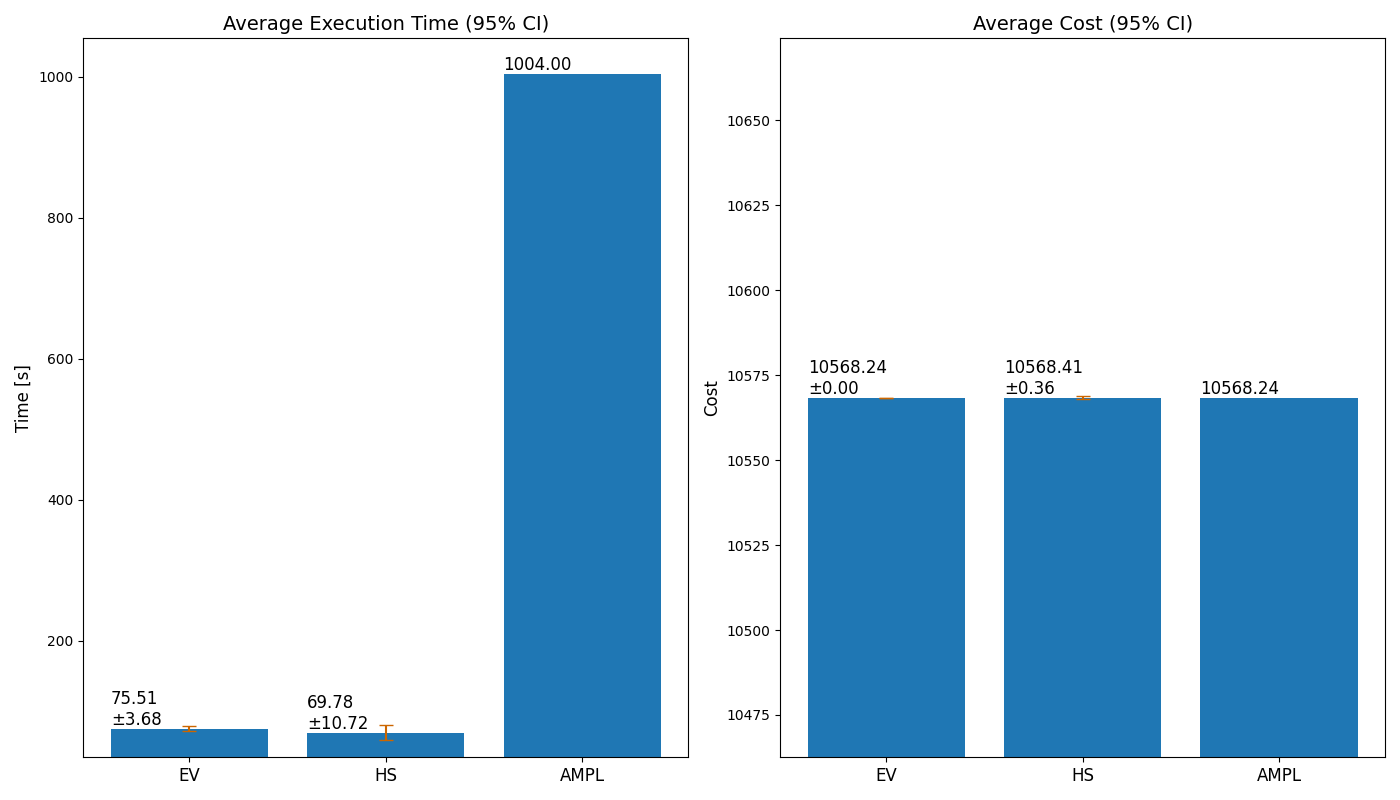 Average Execution Time (95% CI)
Time [s]
1000
800
600
400
200
75.51
±3.68
69.78
±10.72
1004.00
EV
HS
AMPL
Average Cost (95% CI)
Cost
10650
10625
10600
10575
10550
10525
10500
10475
10568.24
±0.00
10568.41
±0.36
10568.24
EV
HS
AMPL